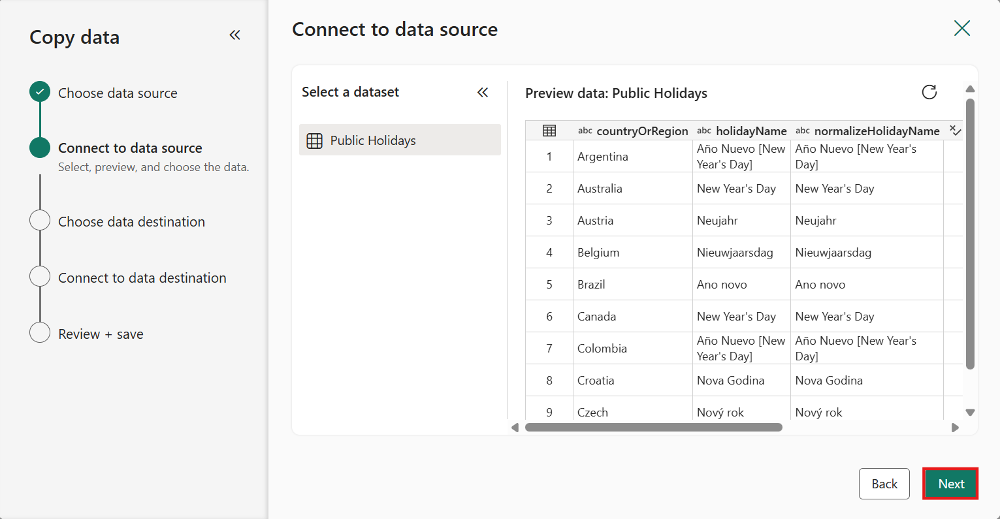 Copy data
Choose data source
Connect to data source
Select, preview, and choose the data.
Choose data destination
Connect to data destination
Review + save
Connect to data source
Select a dataset
Public Holidays
Preview data: Public Holidays
abc countryOrRegion abc holidayName abc normalizeHolidayName
1 Argentina Año Nuevo [New Year's Day] Año Nuevo [New Year's Day]
2 Australia New Year's Day New Year's Day
3 Austria Neujahr Neujahr
4 Belgium Nieuwjaarsdag Nieuwjaarsdag
5 Brazil Ano novo Ano novo
6 Canada New Year's Day New Year's Day
7 Colombia Año Nuevo [New Year's Day] Año Nuevo [New Year's Day]
8 Croatia Nova Godina Nova Godina
9 Czech Nový rok Nový rok
Back Next